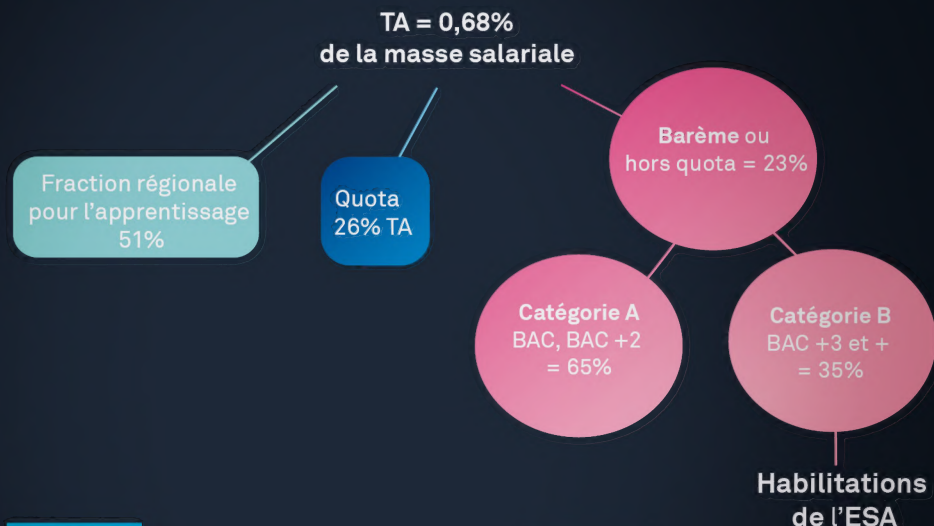 TA = 0,68%
de la masse salariale
Fraction régionale
pour l'apprentissage
51%
Quota
26% TA
Barème ou
hors quota = 23%
Catégorie A
BAC, BAC +2
= 65%
Catégorie B
BAC +3 et +
= 35%
Habilitations
de l'ESA